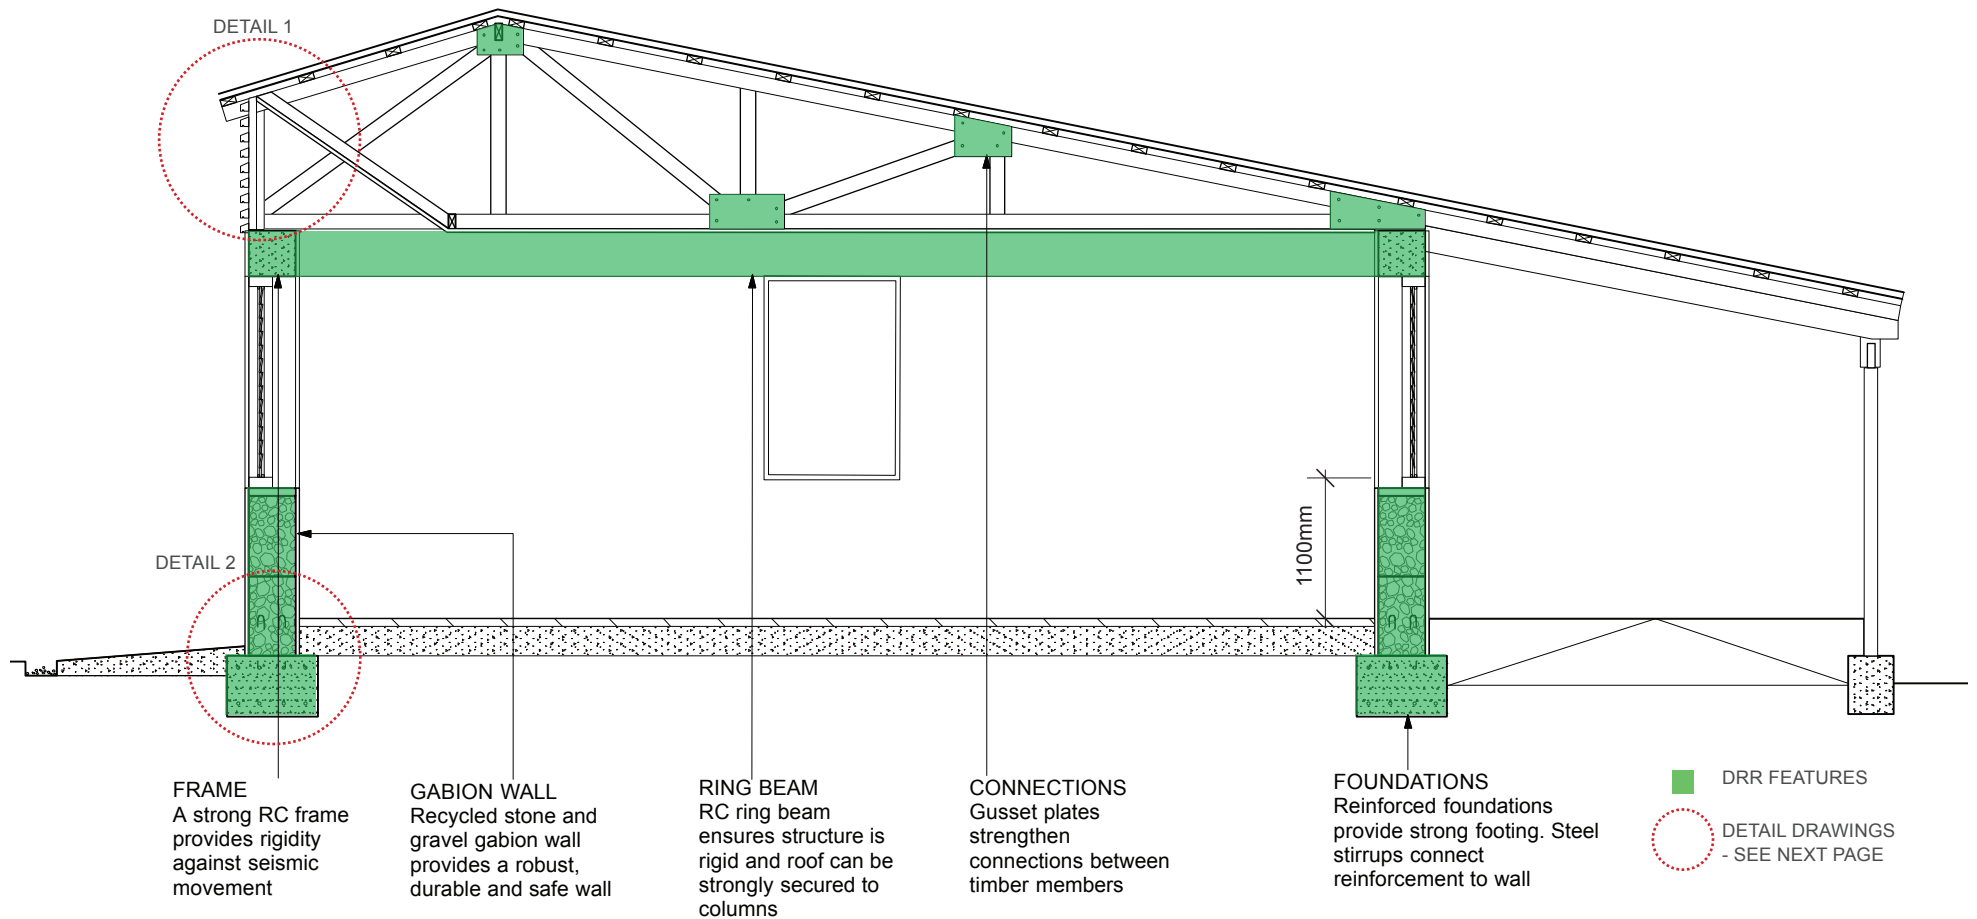 DETAIL 1
DETAIL 2
1100mm
FRAME
A strong RC frame
provides rigidity
against seismic
movement
GABION WALL
Recycled stone and
gravel gabion wall
provides a robust,
durable and safe wall
RING BEAM
RC ring beam
ensures structure is
rigid and roof can be
strongly secured to
columns
CONNECTIONS
Gusset plates
strengthen
connections between
timber members
FOUNDATIONS
Reinforced foundations
provide strong footing. Steel
stirrups connect
reinforcement to wall
DRR FEATURES
DETAIL DRAWINGS
- SEE NEXT PAGE